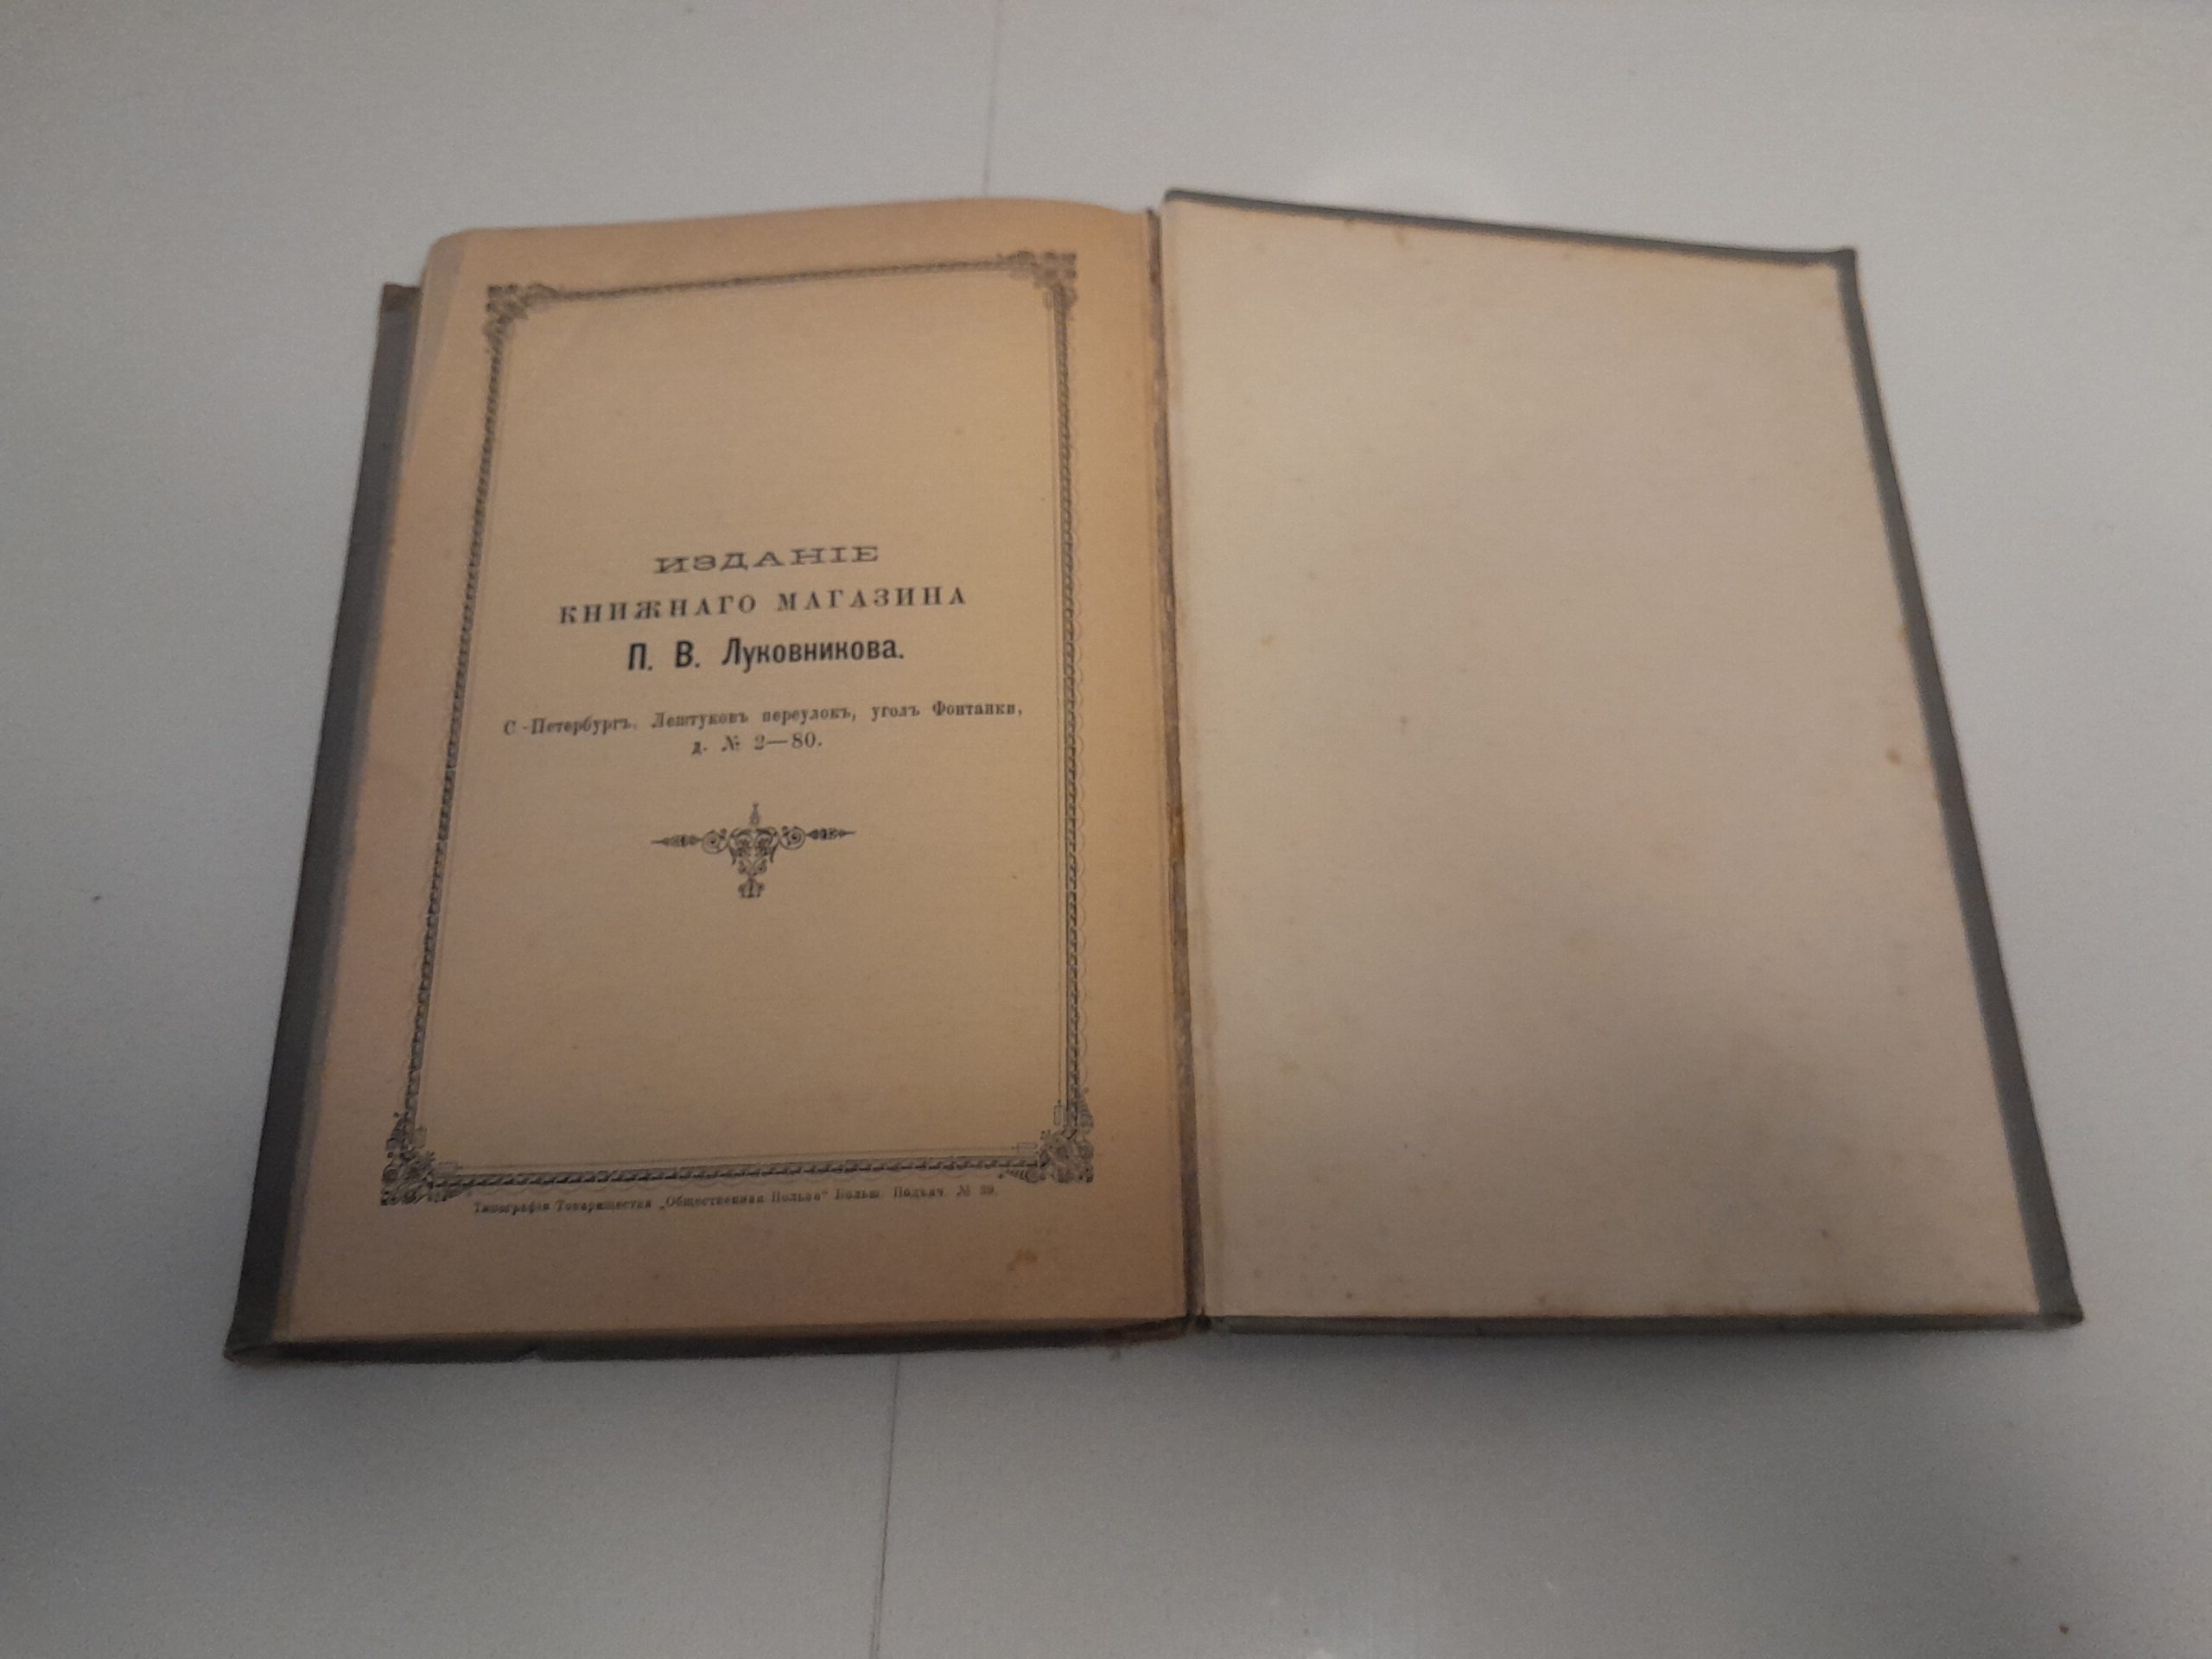 ИЗДАНІЕ
КНИЖНАГО МАГАЗИНА
П. В. Луковникова.
С.-Петербургъ, Лештуковъ переулокъ, уголъ Фонтанки,
д. № 2—80.
Типографія Товарищества „Общественная Польза“ Больш. Подъяч. № 39.